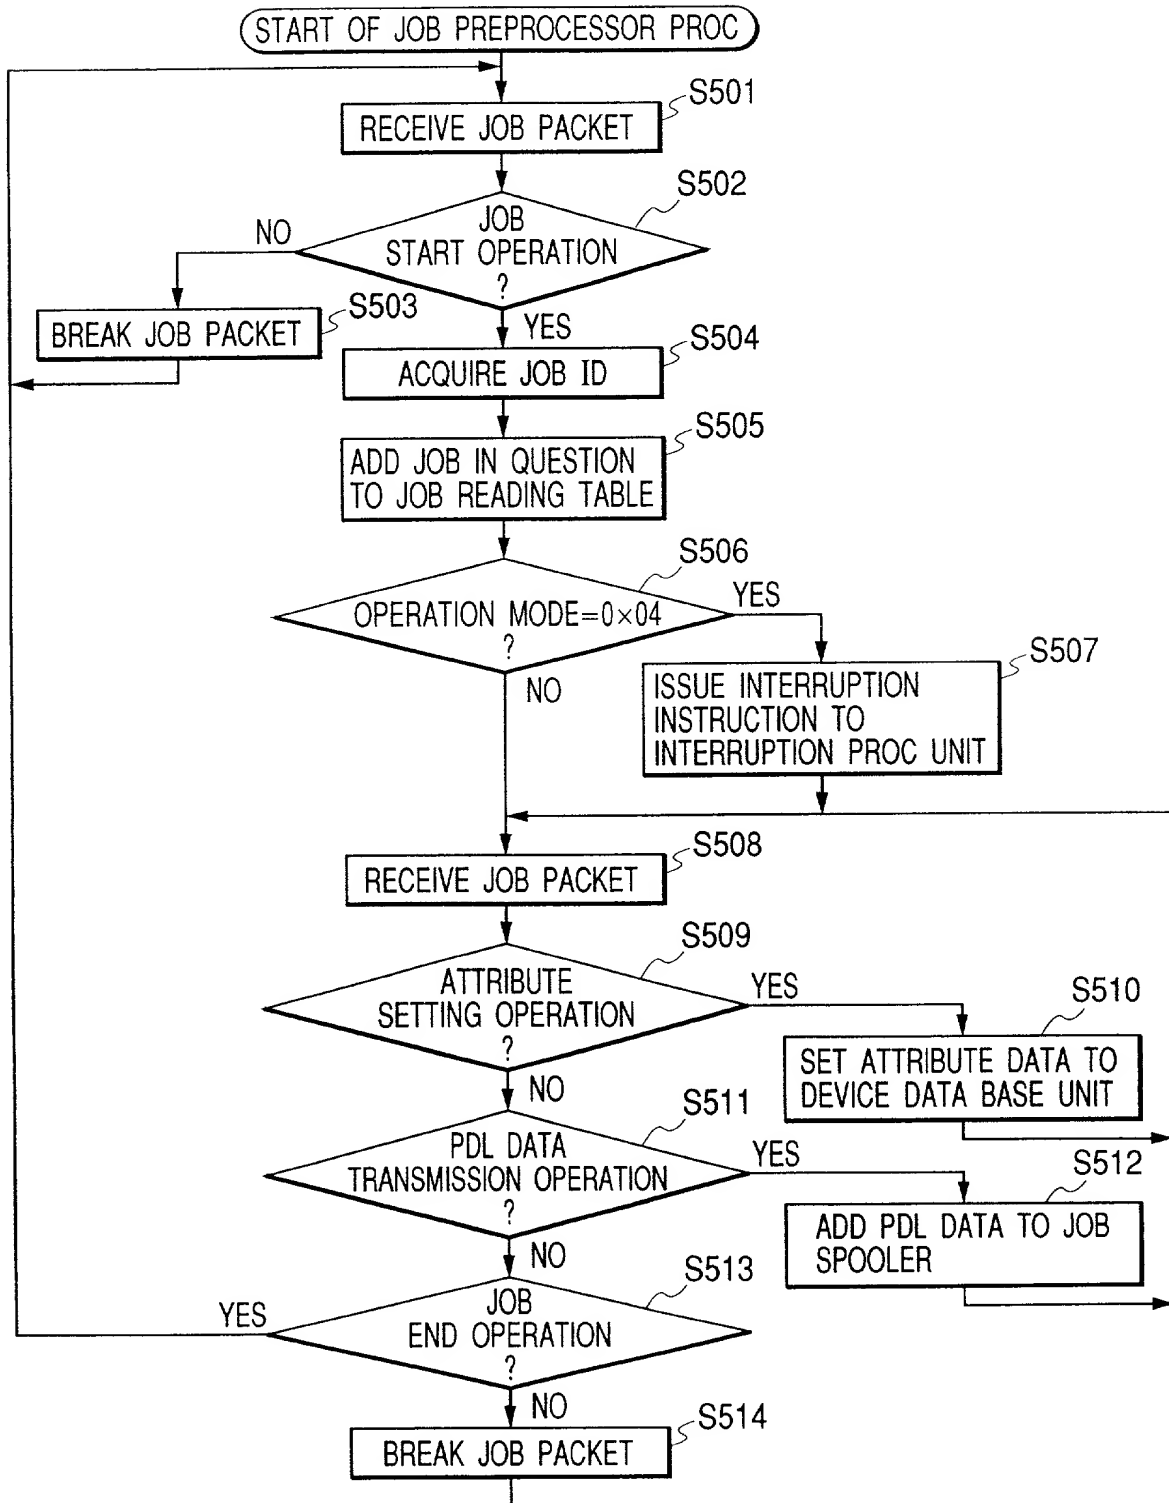 START OF JOB PREPROCESSOR PROC
S501
RECEIVE JOB PACKET
S502
JOB
START OPERATION
?
NO
YES
S503
BREAK JOB PACKET
S504
ACQUIRE JOB ID
S505
ADD JOB IN QUESTION
TO JOB READING TABLE
S506
OPERATION MODE=0×04
?
YES
NO
S507
ISSUE INTERRUPTION
INSTRUCTION TO
INTERRUPTION PROC UNIT
S508
RECEIVE JOB PACKET
S509
ATTRIBUTE
SETTING OPERATION
?
YES
NO
S510
SET ATTRIBUTE DATA TO
DEVICE DATA BASE UNIT
S511
PDL DATA
TRANSMISSION OPERATION
?
YES
NO
S512
ADD PDL DATA TO JOB
SPOOLER
S513
JOB
END OPERATION
?
YES
NO
S514
BREAK JOB PACKET